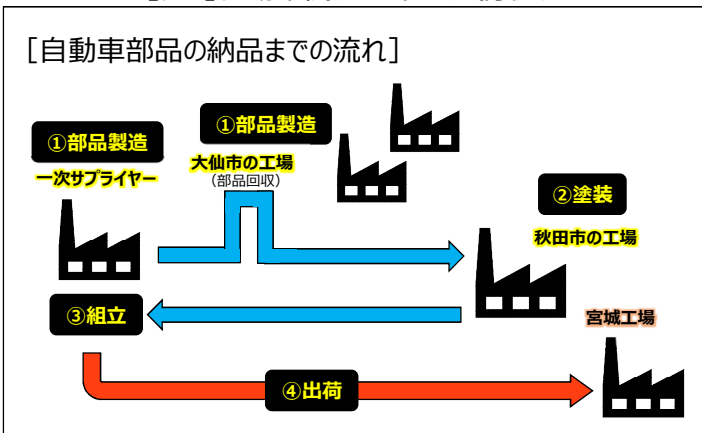 [自動車部品の納品までの流れ]
①部品製造
一次サプライヤー
①部品製造
大仙市の工場
(部品回収)
②塗装
秋田市の工場
③組立
宮城工場
④出荷